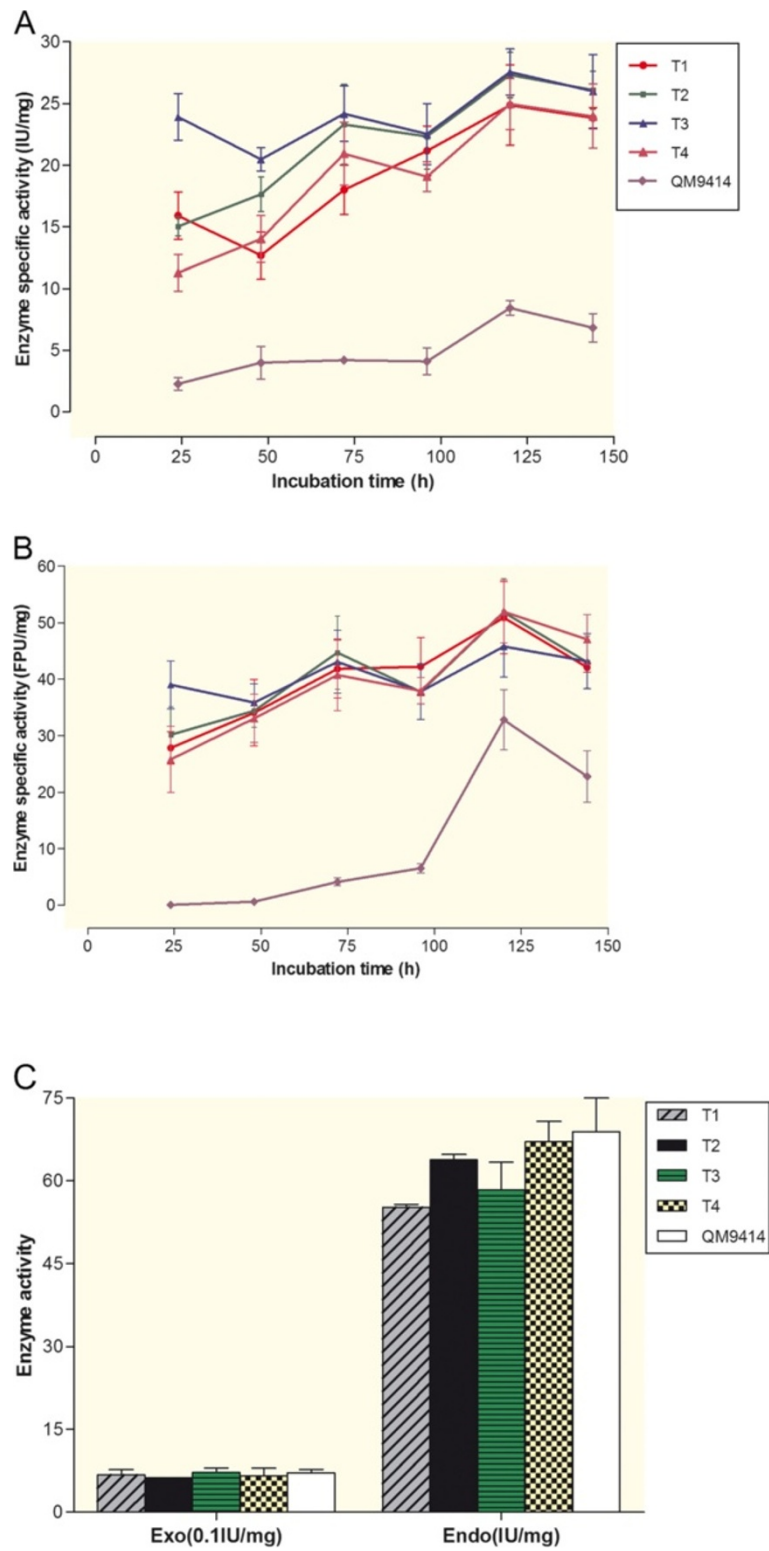 A
Enzyme specific activity (IU/mg)
30
25
20
15
10
5
0
0 25 50 75 100 125 150
Incubation time (h)
T1
T2
T3
T4
QM9414
B
Enzyme specific activity (FPU/mg)
60
50
40
30
20
10
0
0 25 50 75 100 125 150
Incubation time (h)
C
Enzyme activity
75
60
45
30
15
0
Exo(0.1IU/mg) Endo(IU/mg)
T1
T2
T3
T4
QM9414